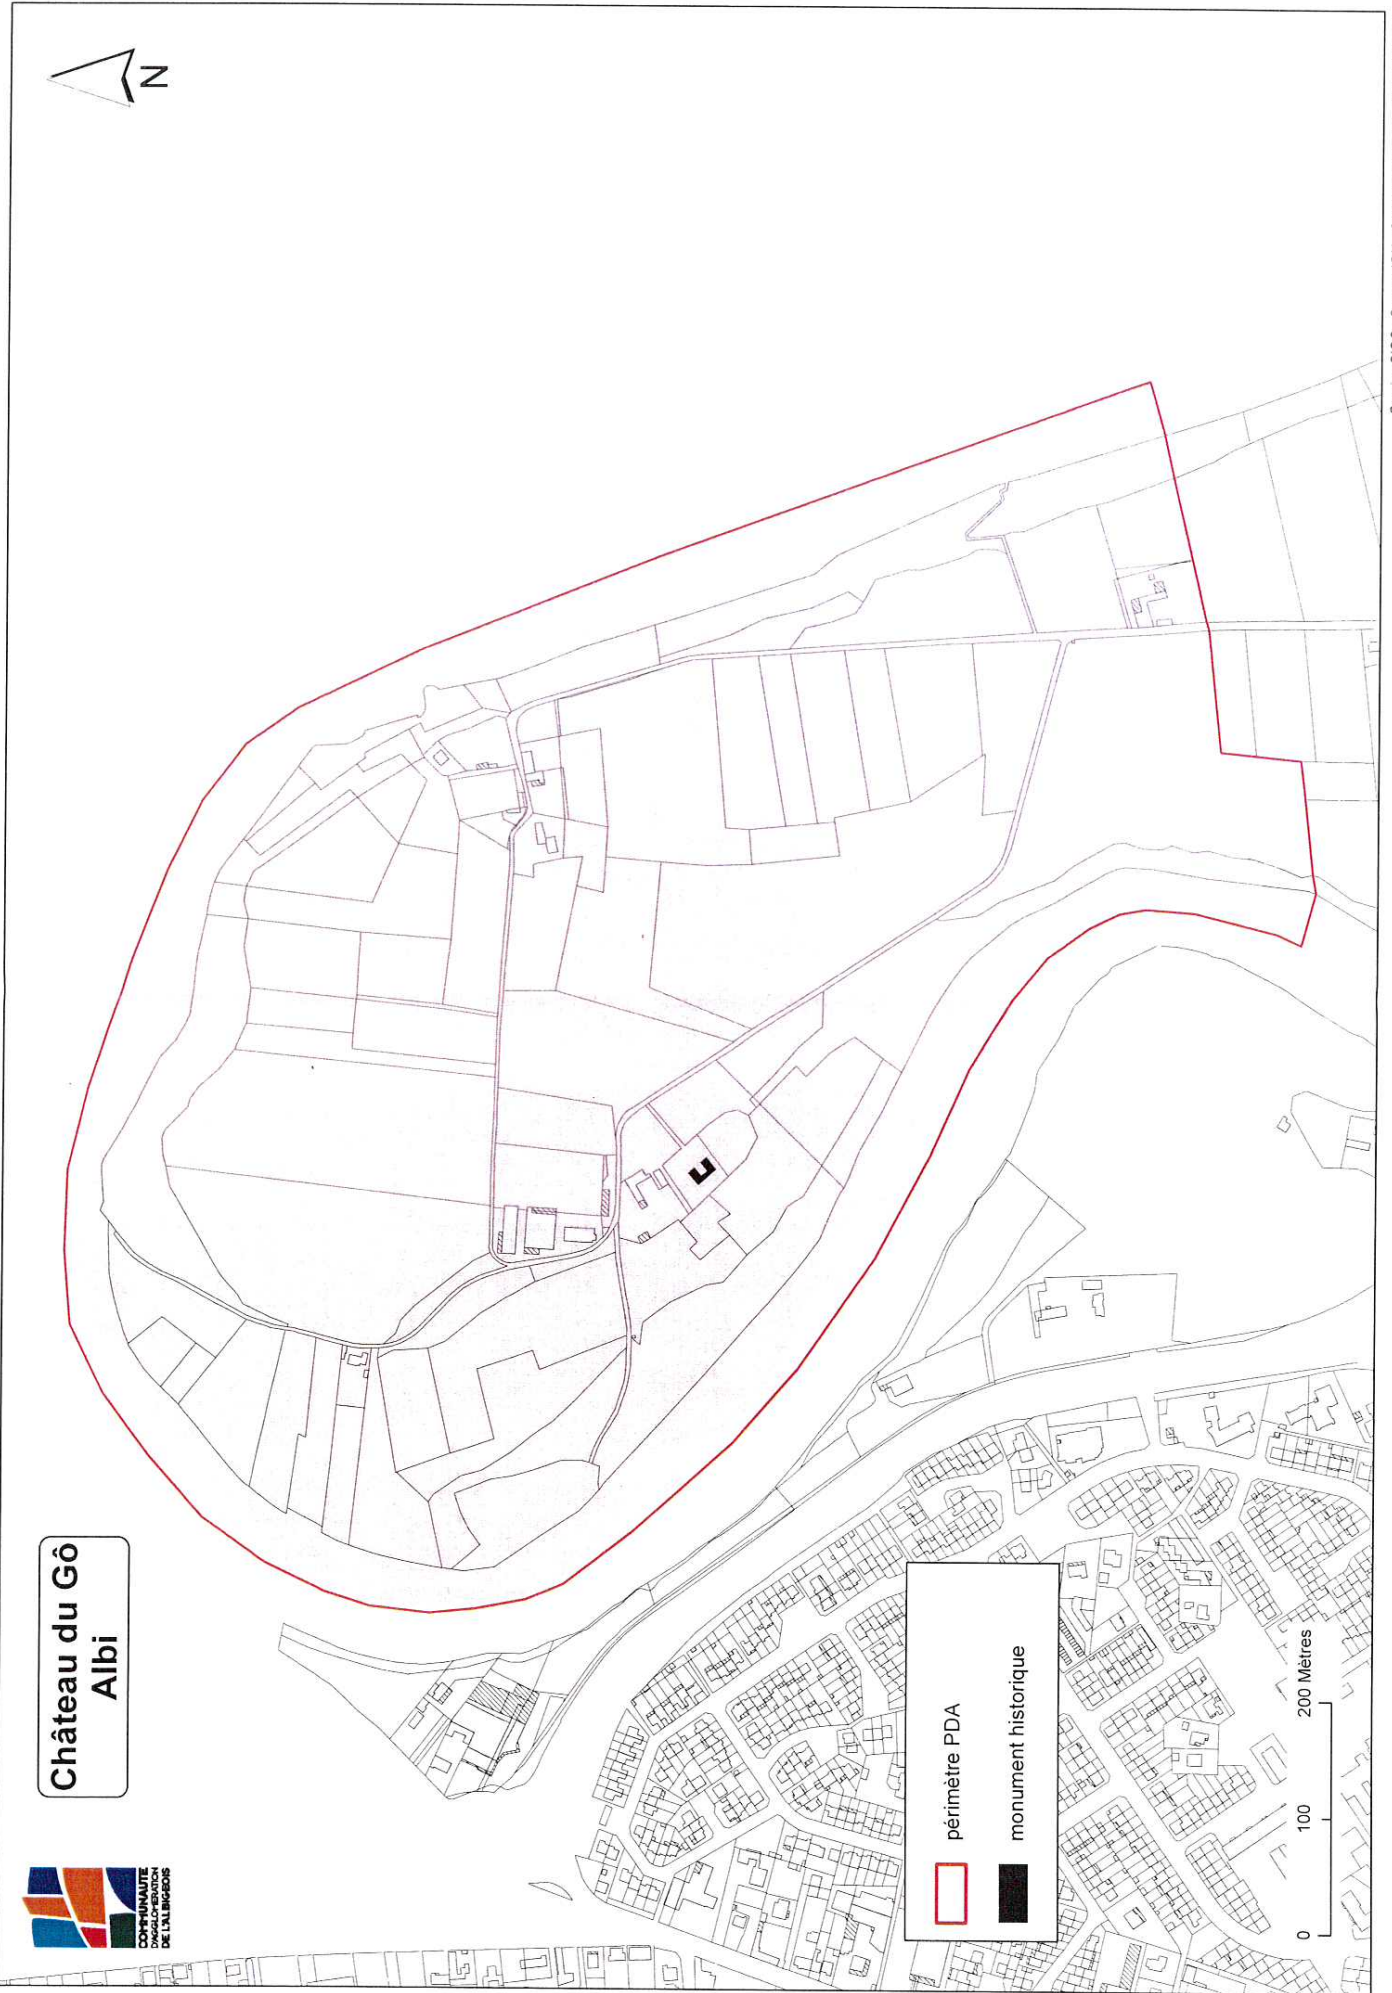 COMMUNAUTÉ
D'AGGLOMÉRATION
DE L'ALBIGEOIS
Château du Gô
Albi
N
périmètre PDA
monument historique
0 100 200 Mètres